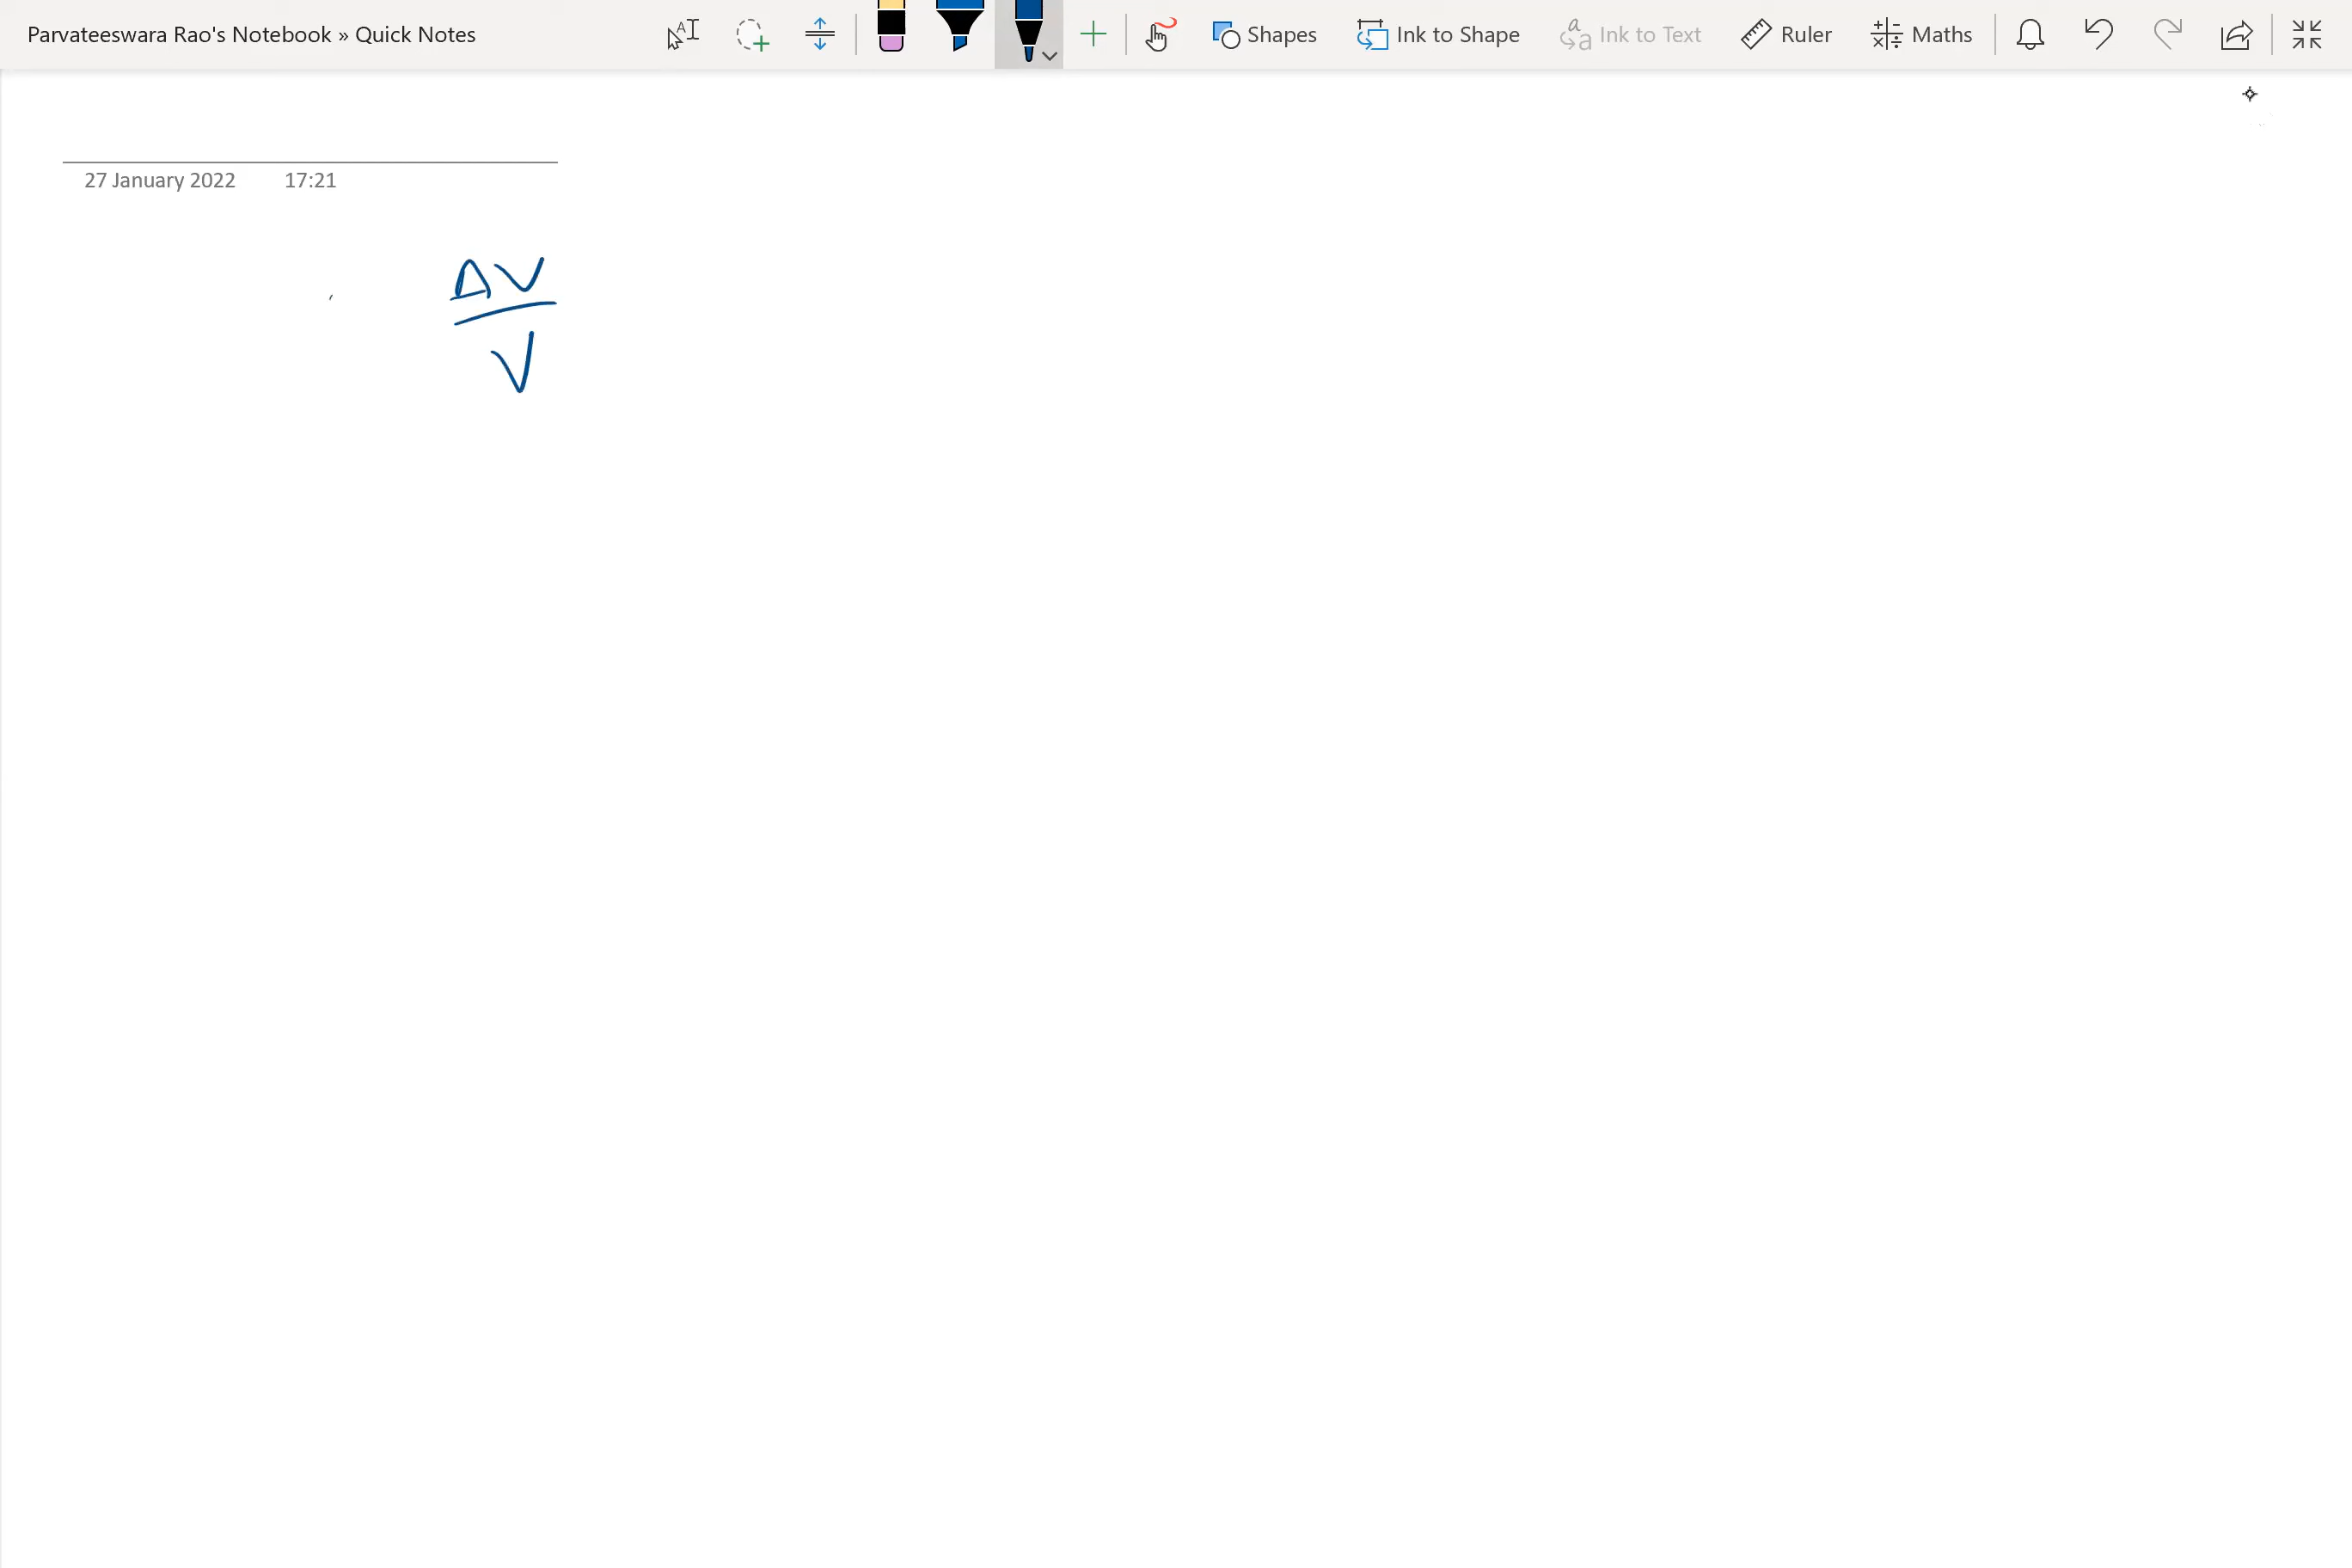 Parvateeswara Rao's Notebook » Quick Notes
Shapes
Ink to Shape
Ink to Text
Ruler
Maths
27 January 2022 17:21
ΔV
V